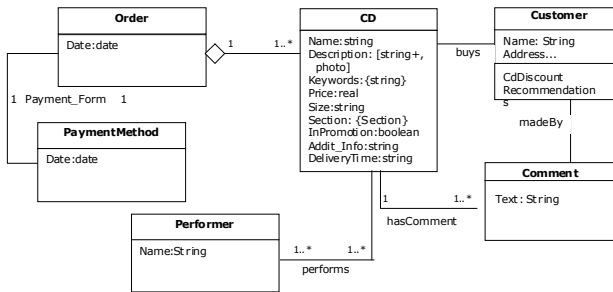 Order
Date:date
1
1..*
1 Payment_Form 1
PaymentMethod
Date:date
CD
Name:string
Description: [string+,
photo]
Keywords:{string}
Price:real
Size:string
Section: {Section}
InPromotion:boolean
Addit_Info:string
DeliveryTime:string
buys
Customer
Name: String
Address...
CdDiscount
Recommendation
s
madeBy
Comment
Text: String
1
1..*
hasComment
Performer
Name:String
1..*
1..*
performs